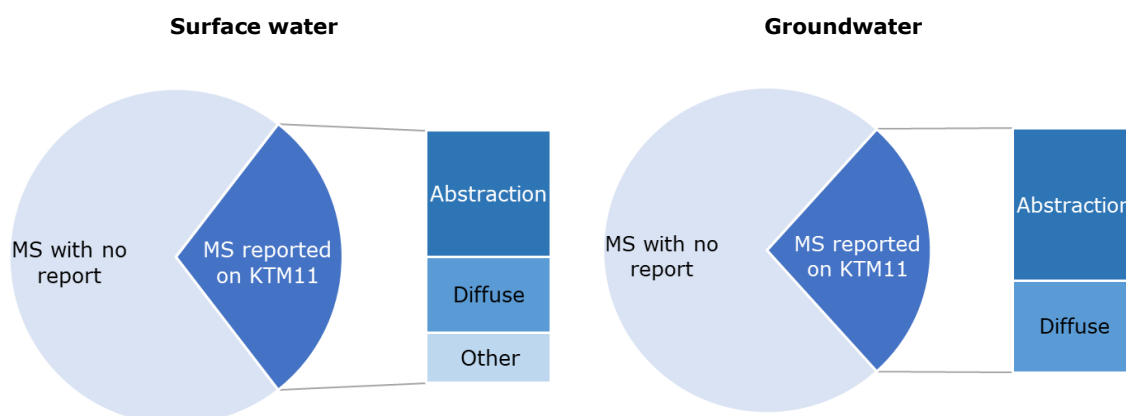 Surface water
MS with no
report
MS reported
on KTM11
Abstraction
Diffuse
Other
Groundwater
MS with no
report
MS reported
on KTM11
Abstraction
Diffuse